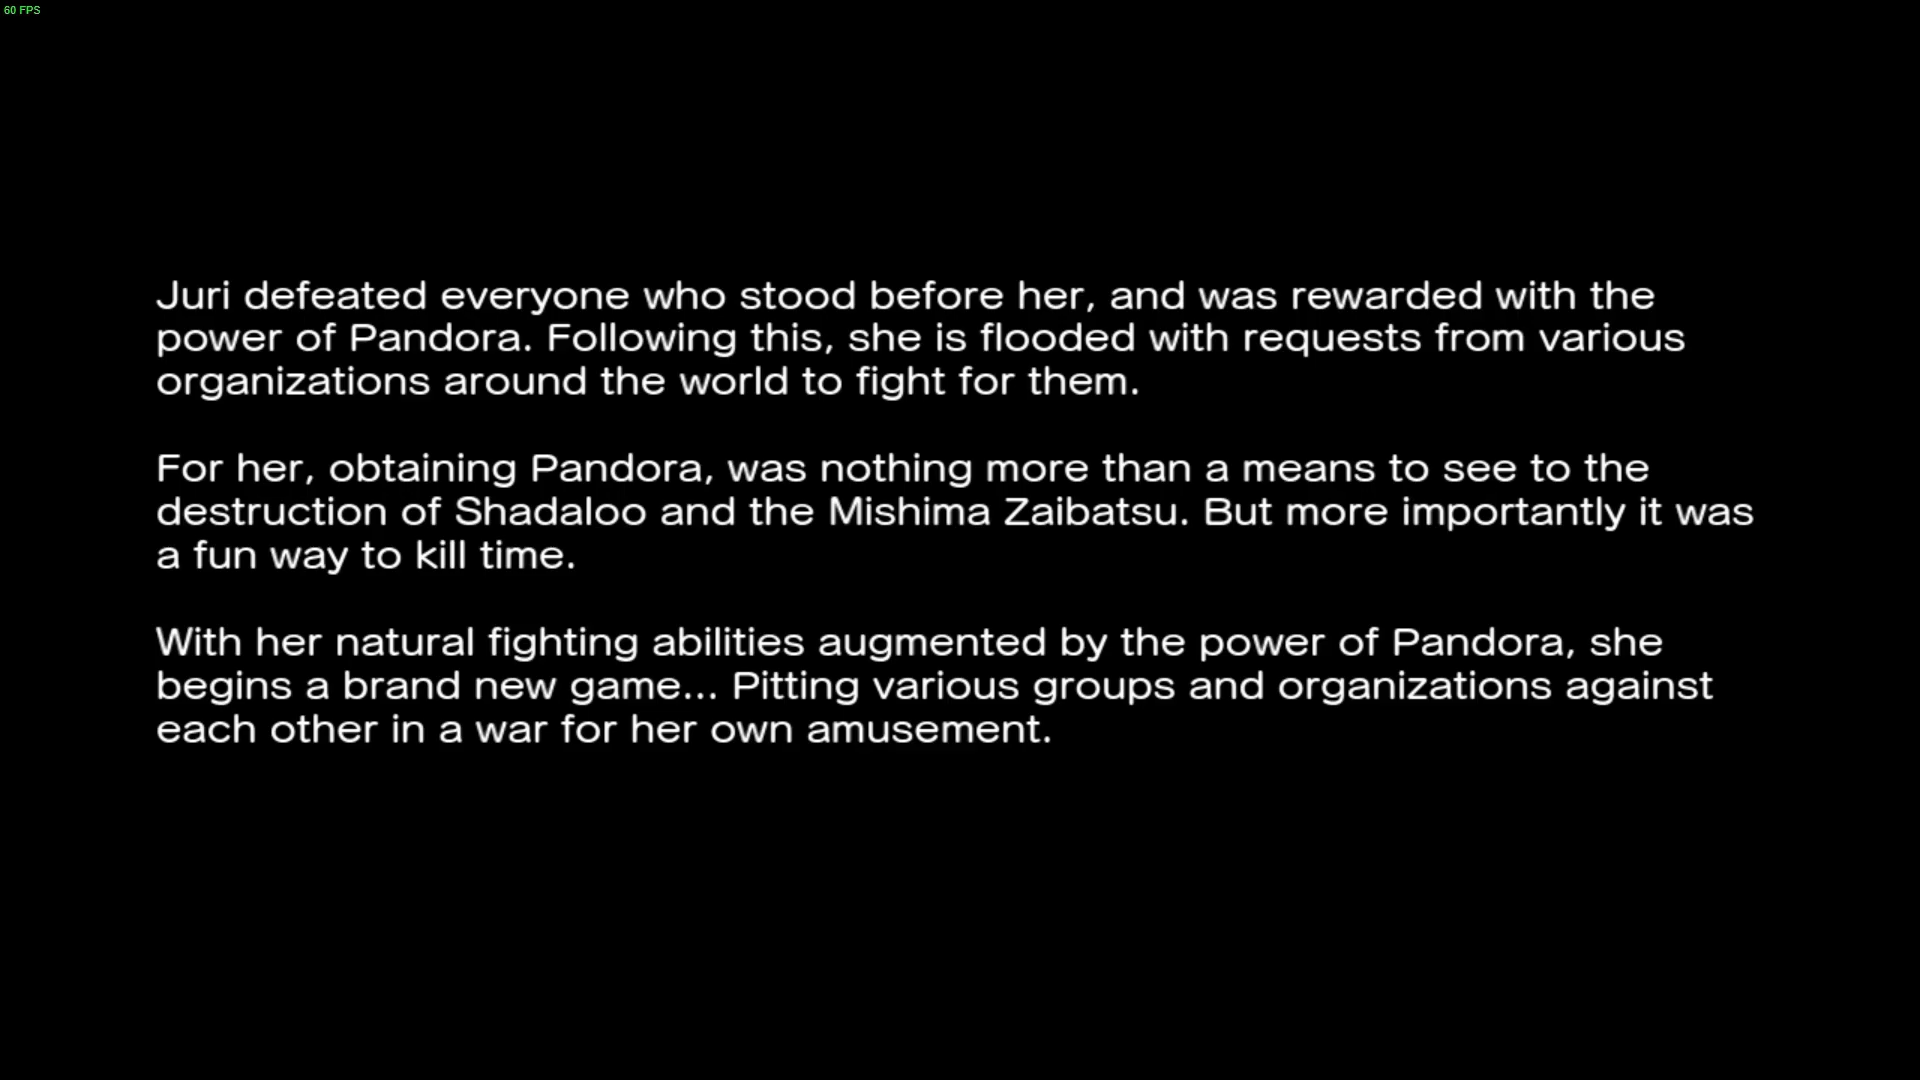 60 FPS
Juri defeated everyone who stood before her, and was rewarded with the
power of Pandora. Following this, she is flooded with requests from various
organizations around the world to fight for them.
For her, obtaining Pandora, was nothing more than a means to see to the
destruction of Shadaloo and the Mishima Zaibatsu. But more importantly it was
a fun way to kill time.
With her natural fighting abilities augmented by the power of Pandora, she
begins a brand new game... Pitting various groups and organizations against
each other in a war for her own amusement.